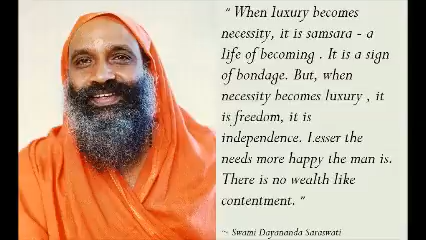 “ When luxury becomes
necessity, it is samsara - a
life of becoming . It is a sign
of bondage. But, when
necessity becomes luxury , it
is freedom, it is
independence. Lesser the
needs more happy the man is.
There is no wealth like
contentment. ”
~ Swami Dayananda Saraswati